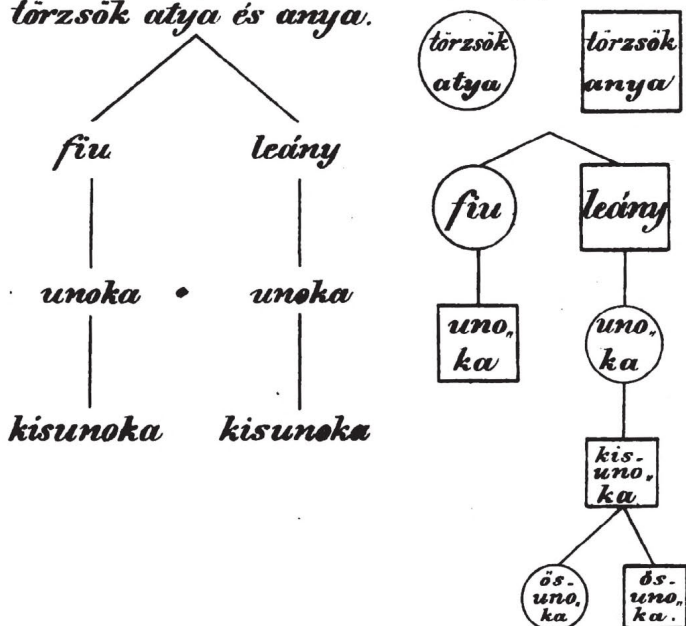 törzsök atya és anya.
fiu leány
unoka • unoka
kisunoka kisunoka
törzsök
atya
törzsök
anya
fiu
leány
uno„
ka
uno„
ka
kis-
uno„
ka
ös-
uno„
ka
ös-
uno„
ka.